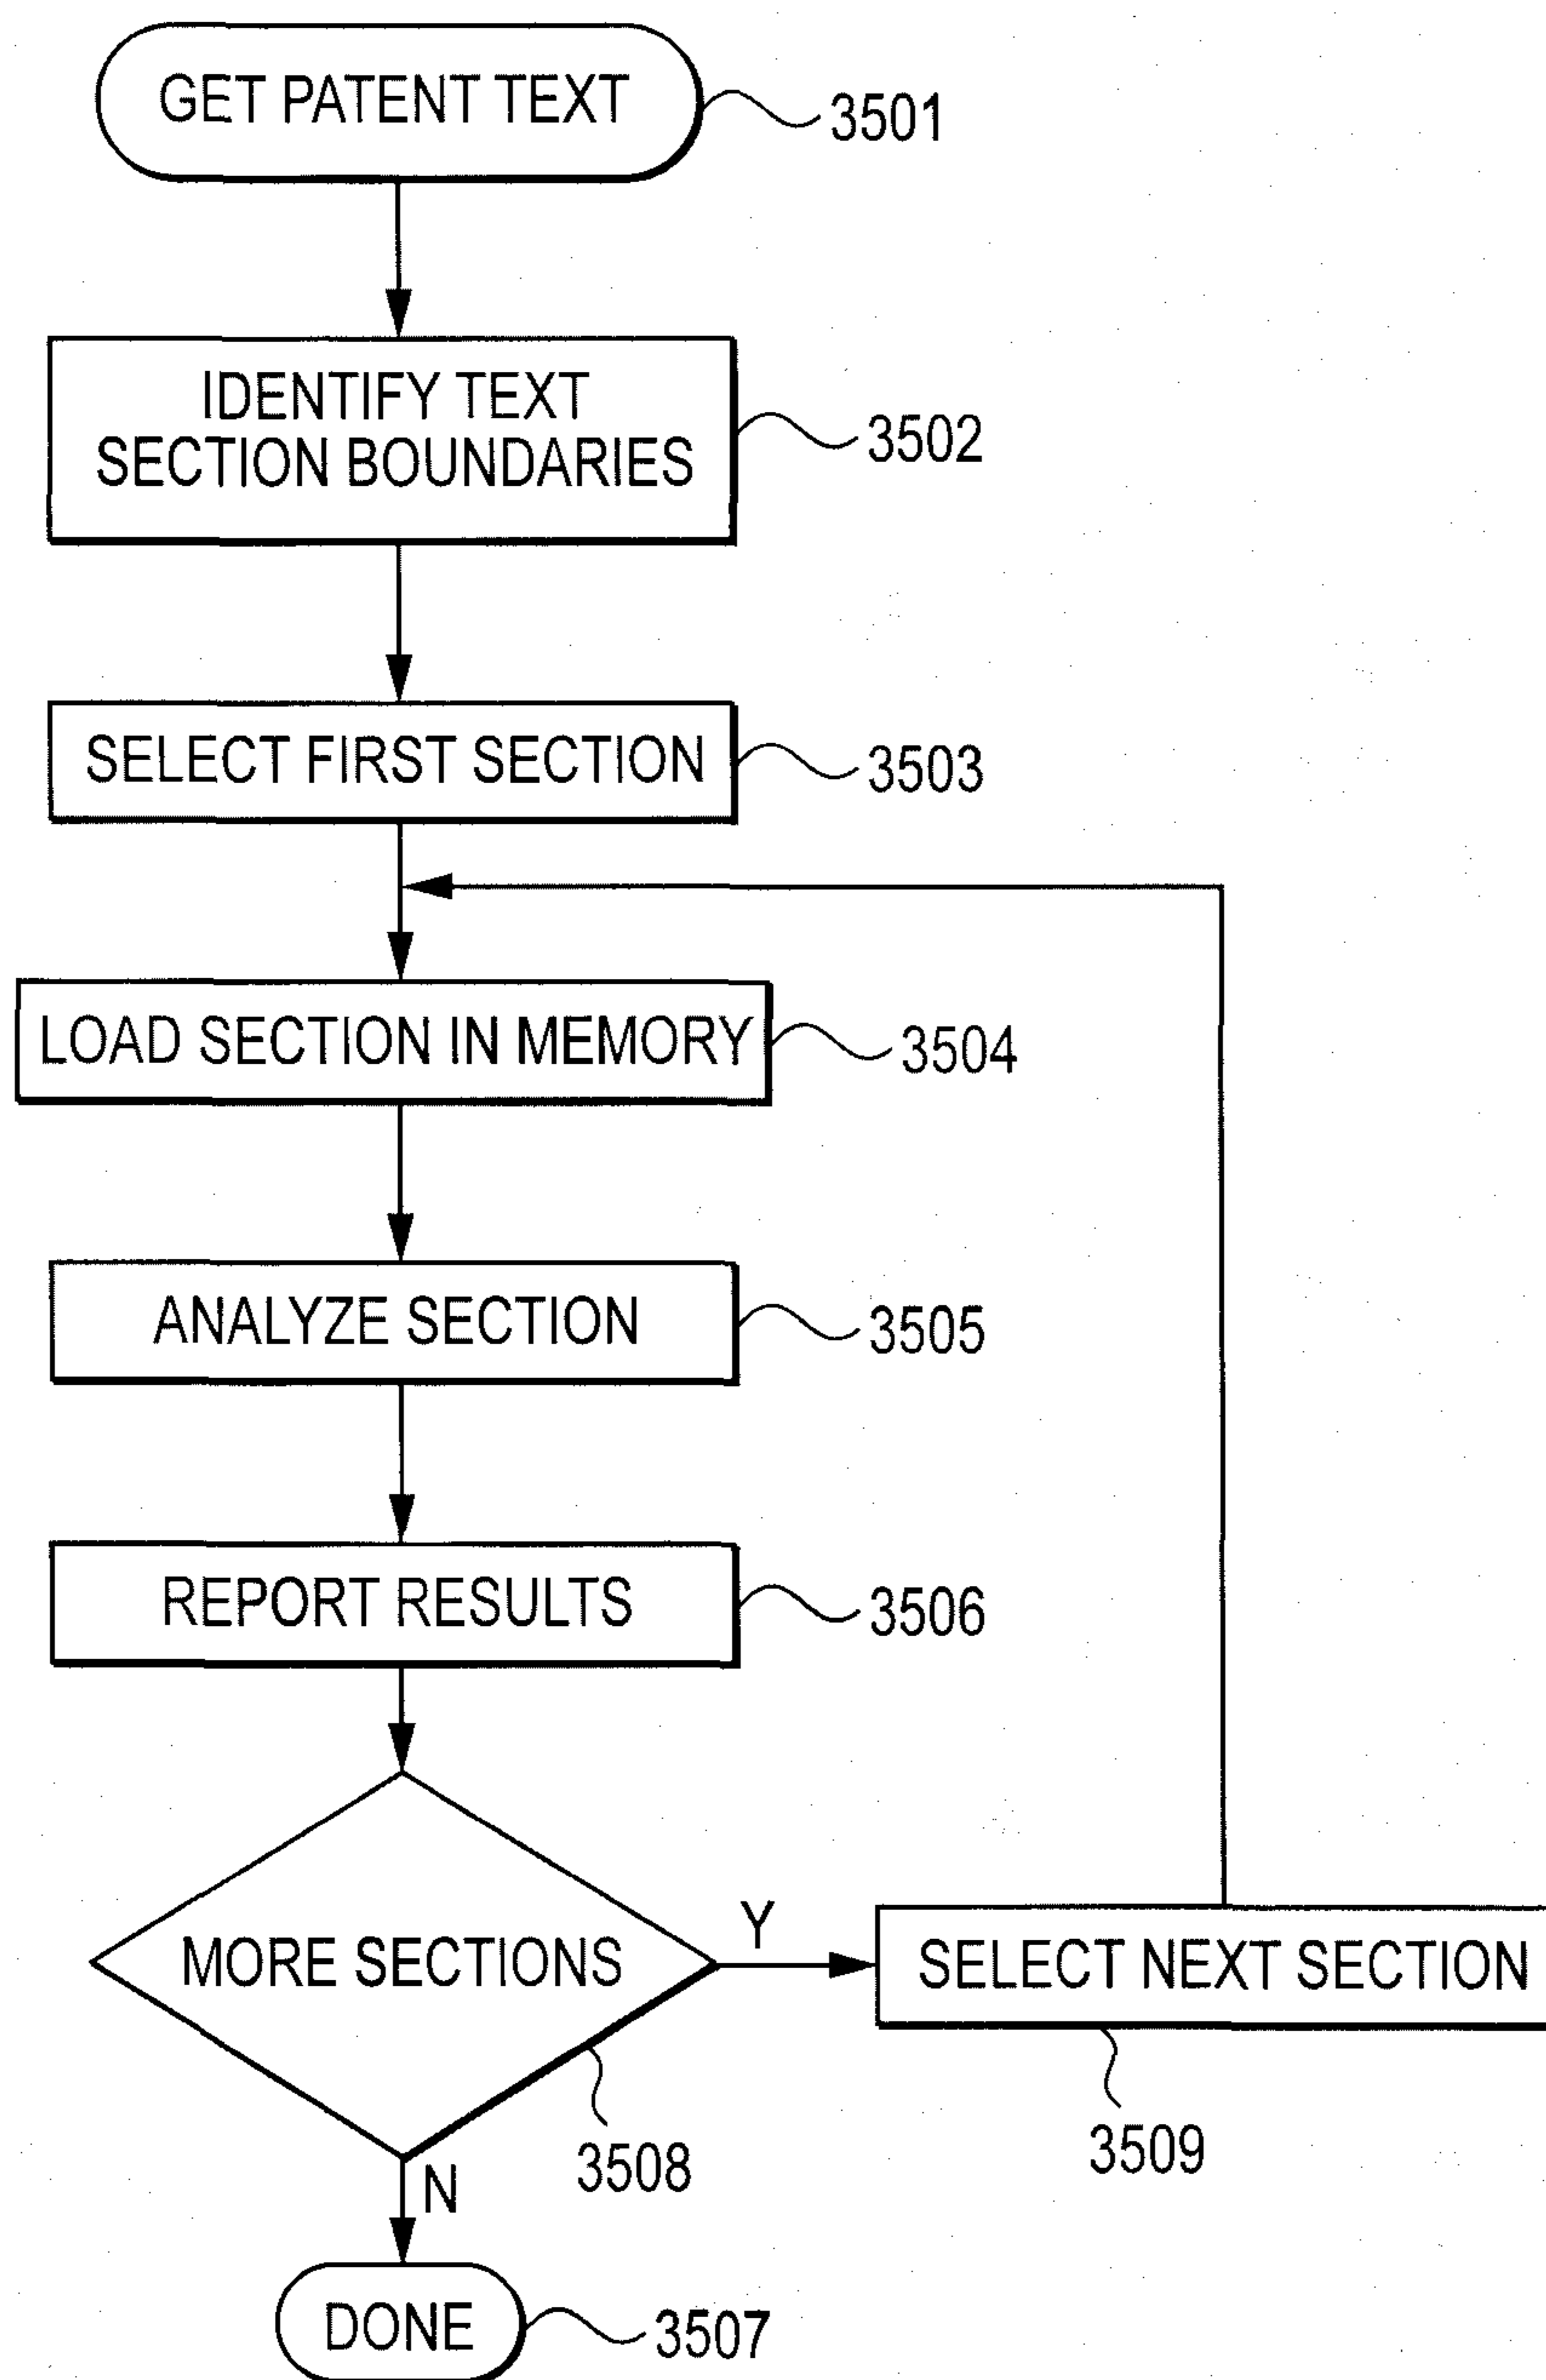 GET PATENT TEXT
3501
IDENTIFY TEXT
SECTION BOUNDARIES
3502
SELECT FIRST SECTION
3503
LOAD SECTION IN MEMORY
3504
ANALYZE SECTION
3505
REPORT RESULTS
3506
MORE SECTIONS
Y
SELECT NEXT SECTION
3508
3509
N
DONE
3507